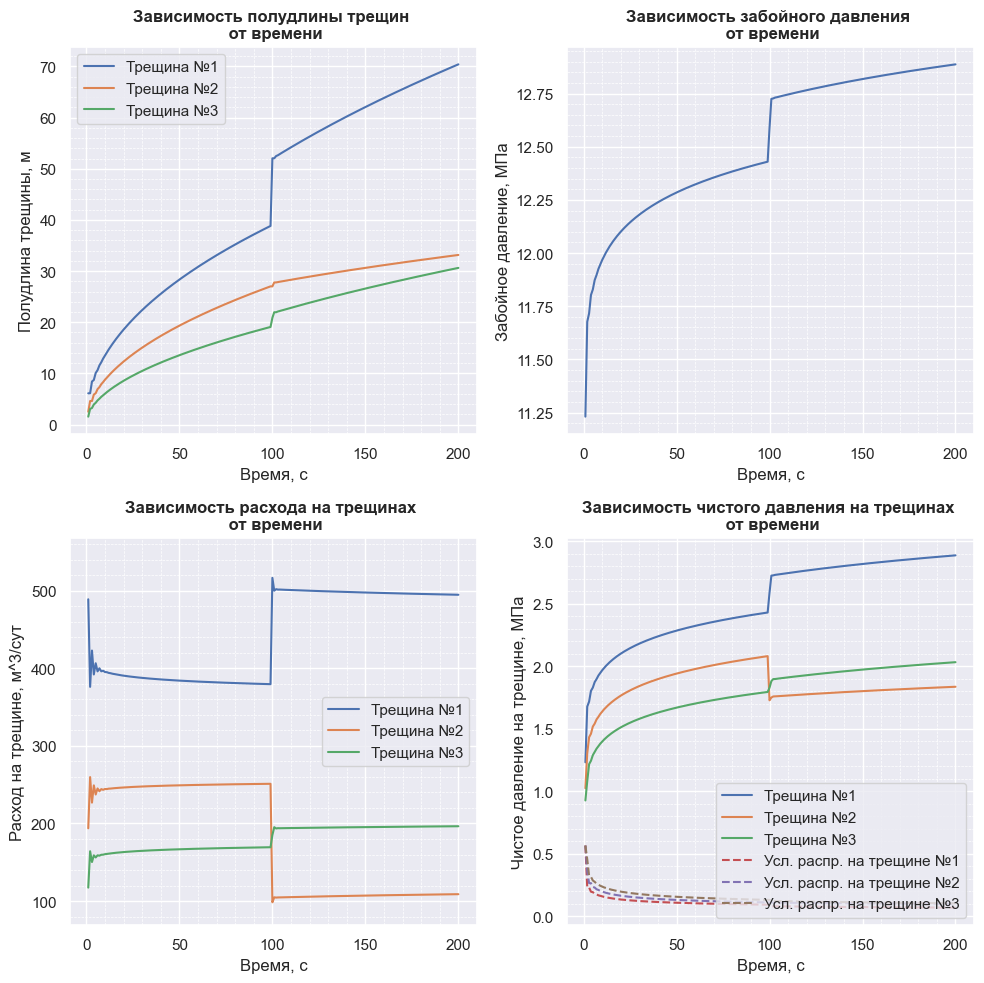 Зависимость полудлины трещин
от времени
Полудлина трещины, м
70
60
50
40
30
20
10
0
Трещина №1
Трещина №2
Трещина №3
0
50
100
150
200
Время, с
Зависимость забойного давления
от времени
Забойное давление, МПа
12.75
12.50
12.25
12.00
11.75
11.50
11.25
0
50
100
150
200
Время, с
Зависимость расхода на трещинах
от времени
Расход на трещине, м^3/сут
500
400
300
200
100
Трещина №1
Трещина №2
Трещина №3
0
50
100
150
200
Время, с
Зависимость чистого давления на трещинах
от времени
Чистое давление на трещине, МПа
3.0
2.5
2.0
1.5
1.0
0.5
0.0
Трещина №1
Трещина №2
Трещина №3
Усл. распр. на трещине №1
Усл. распр. на трещине №2
Усл. распр. на трещине №3
0
50
100
150
200
Время, с